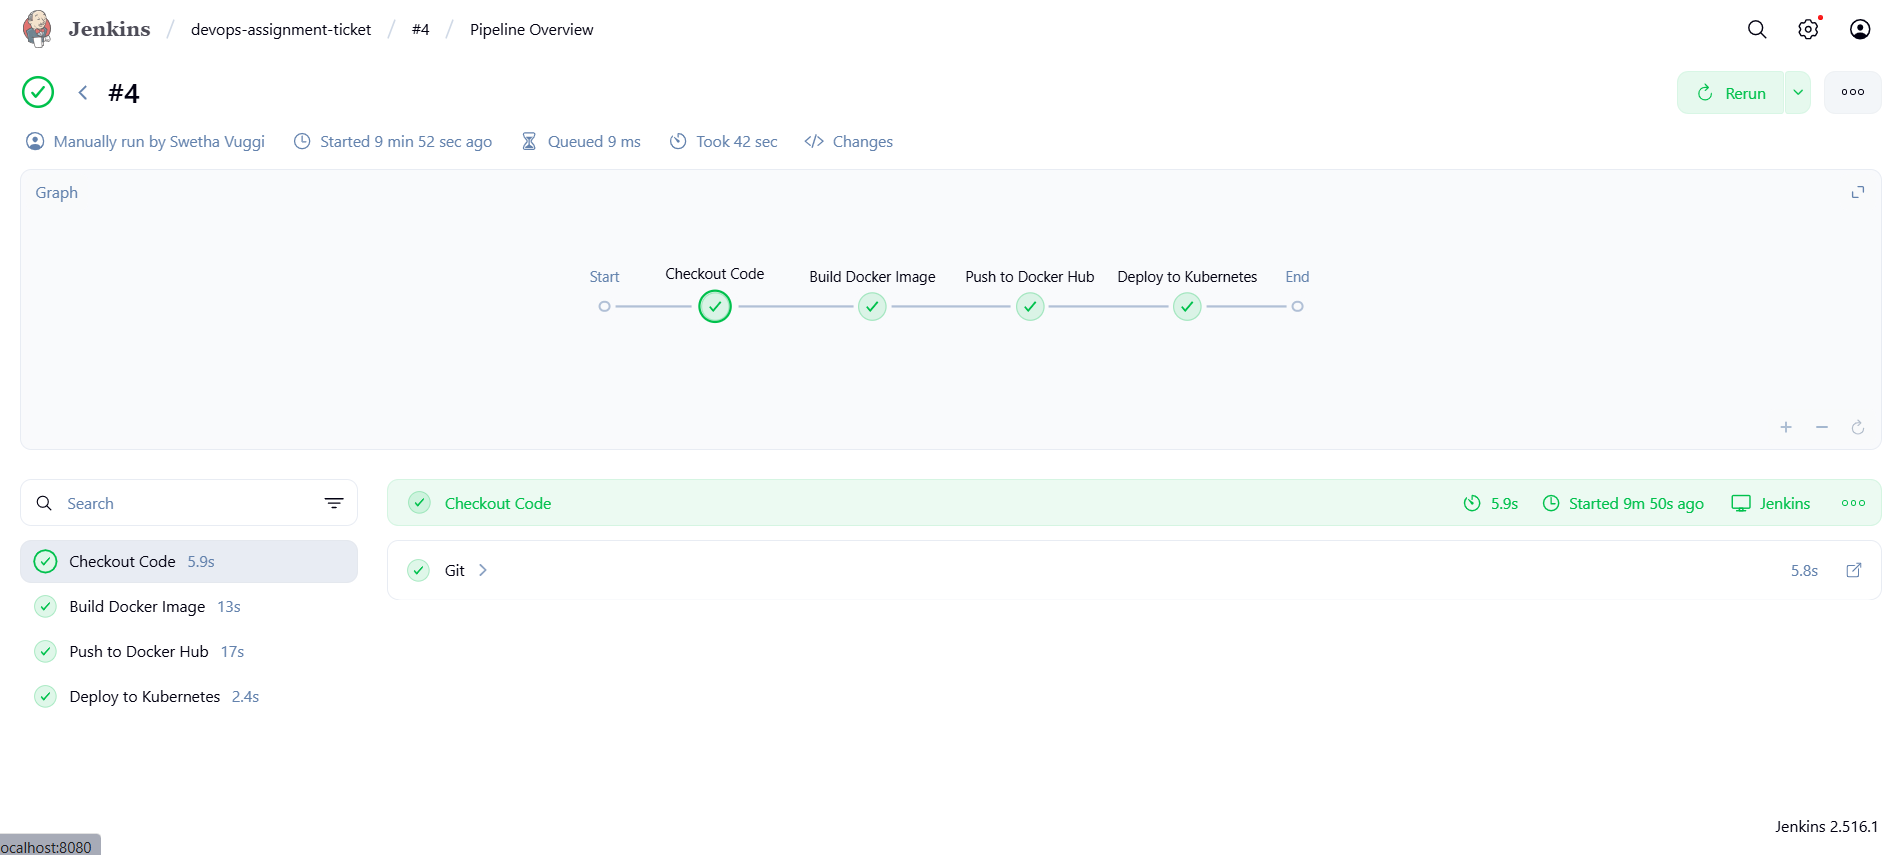 Jenkins / devops-assignment-ticket / #4 / Pipeline Overview
#4
Rerun
Manually run by Swetha Vuggi Started 9 min 52 sec ago Queued 9 ms Took 42 sec Changes
Graph
Start Checkout Code Build Docker Image Push to Docker Hub Deploy to Kubernetes End
Search
Checkout Code 5.9s Started 9m 50s ago Jenkins
Checkout Code 5.9s
Git 5.8s
Build Docker Image 13s
Push to Docker Hub 17s
Deploy to Kubernetes 2.4s
Jenkins 2.516.1
ocalhost:8080